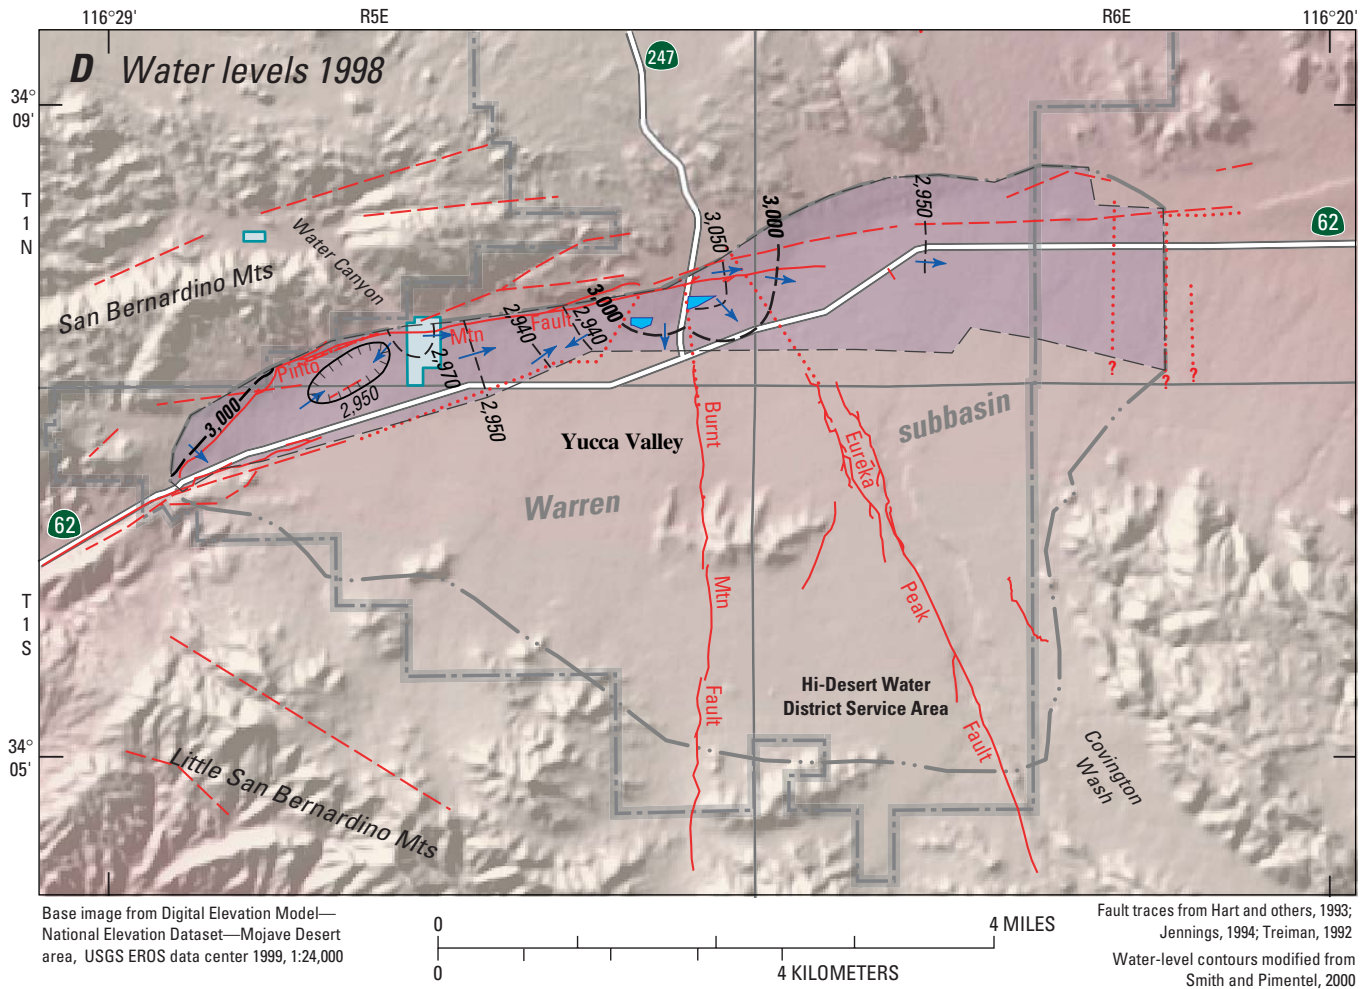 116°29'
R5E
R6E
116°20'
D Water levels 1998
247
34°
09'
T
1
N
62
Water Canyon
San Bernardino Mts
3,050
3,000
2,950
3,000
Pinto
Mtn
Fault
2,940
2,940
2,970
2,950
2,950
3,000
? ? ?
Yucca Valley
Burnt
Mtn
Fault
Eureka
Peak
Fault
subbasin
Warren
62
T
1
S
Hi-Desert Water
District Service Area
34°
05'
Little San Bernardino Mts
Covington
Wash
Base image from Digital Elevation Model—
National Elevation Dataset—Mojave Desert
area, USGS EROS data center 1999, 1:24,000
0 4 MILES
0 4 KILOMETERS
Fault traces from Hart and others, 1993;
Jennings, 1994; Treiman, 1992
Water-level contours modified from
Smith and Pimentel, 2000